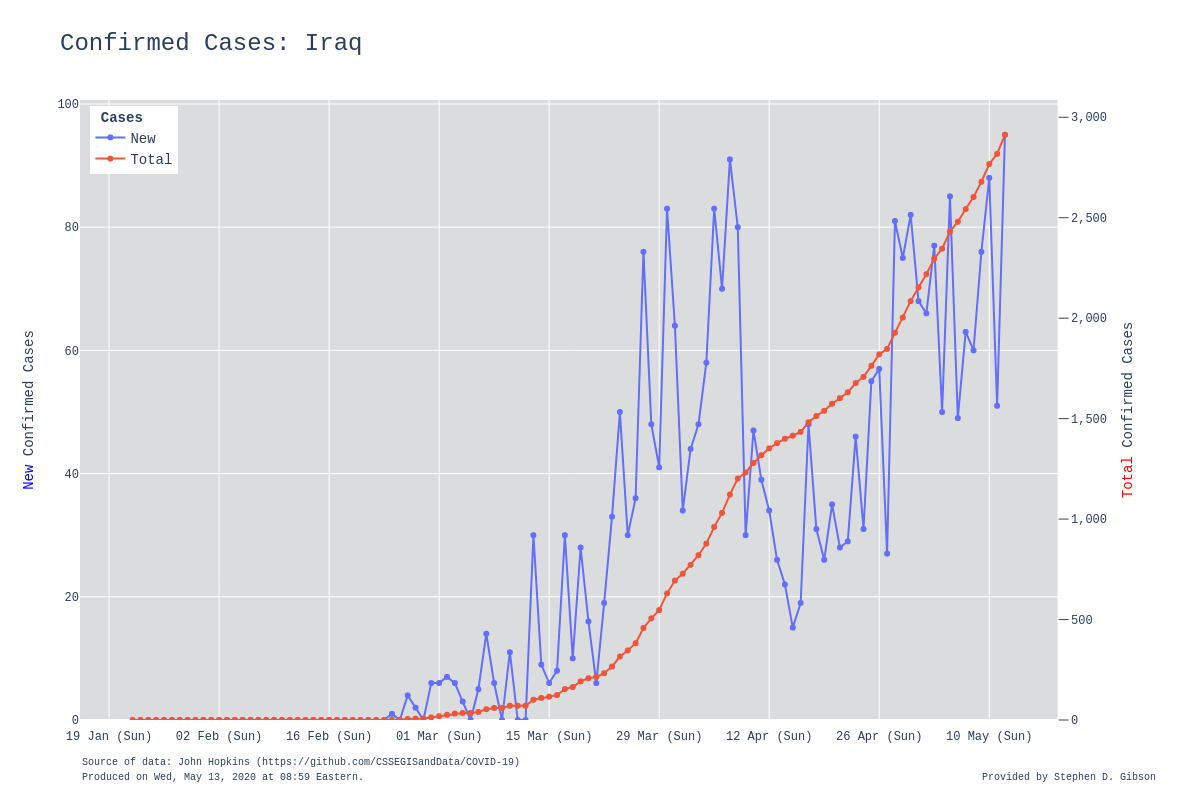 Confirmed Cases: Iraq
Cases
New
Total
100
80
60
40
20
0
3,000
2,500
2,000
1,500
1,000
500
0
New Confirmed Cases
Total Confirmed Cases
19 Jan (Sun) 02 Feb (Sun) 16 Feb (Sun) 01 Mar (Sun) 15 Mar (Sun) 29 Mar (Sun) 12 Apr (Sun) 26 Apr (Sun) 10 May (Sun)
Source of data: John Hopkins (https://github.com/CSSEGISandData/COVID-19)
Produced on Wed, May 13, 2020 at 08:59 Eastern.
Provided by Stephen D. Gibson